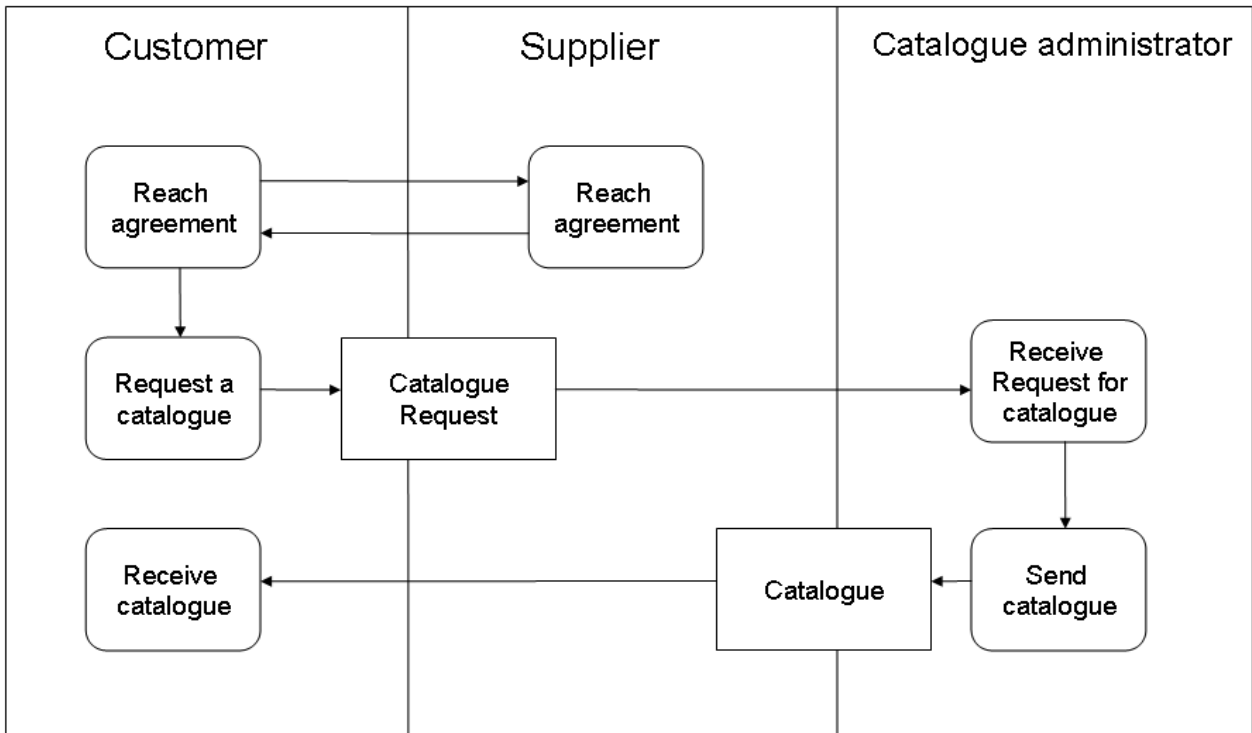 Customer
Supplier
Catalogue administrator
Reach
agreement
Reach
agreement
Request a
catalogue
Catalogue
Request
Receive
Request for
catalogue
Receive
catalogue
Catalogue
Send
catalogue